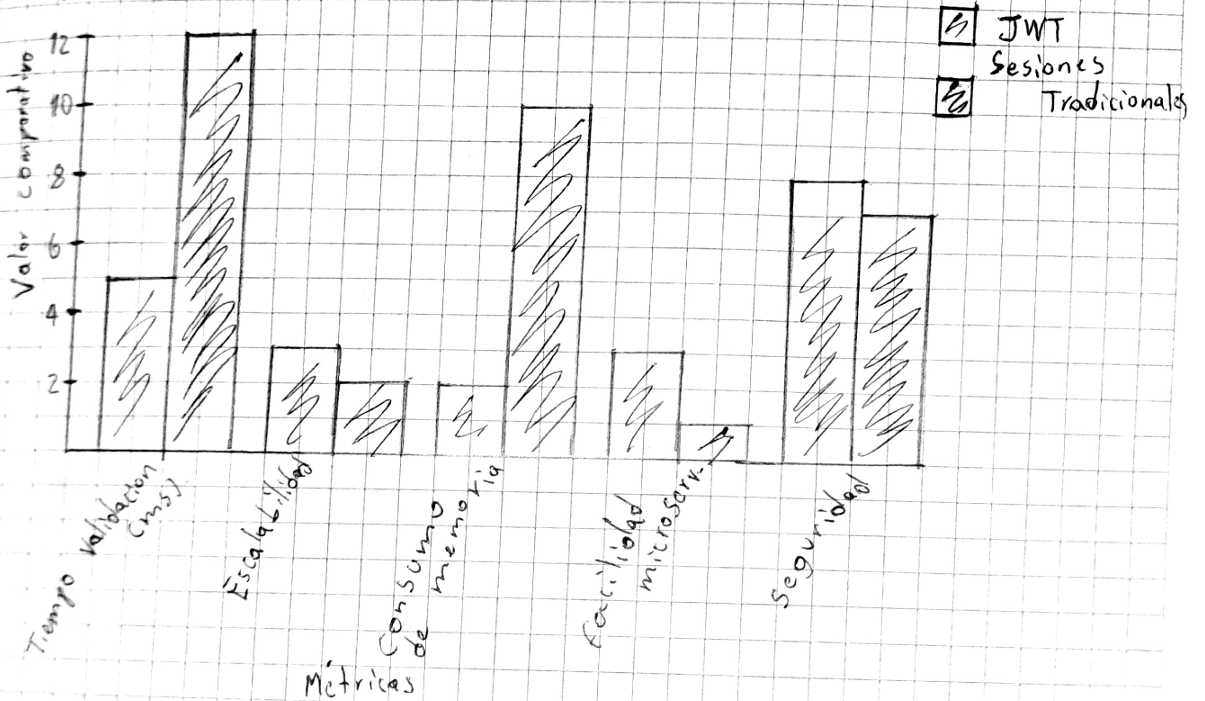 JWT
Sesiones
Tradicionales
Valor comparativo
12
10
8
6
4
2
Tiempo Validacion
(ms)
Escalabilidad
Consumo
de memoria
Facilidad
microserv.
Seguridad
Métricas